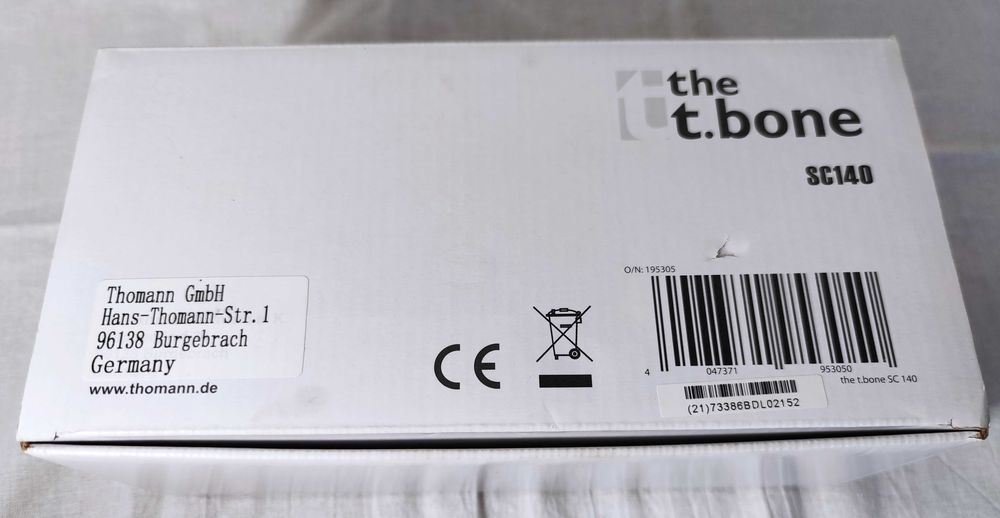 the
t.bone
SC140
O/N: 195305
4 047371 953050
the t.bone SC 140
(21)73386BDL02152
Thomann GmbH
Hans-Thomann-Str. 1
96138 Burgebrach
Germany
www.thomann.de
CE